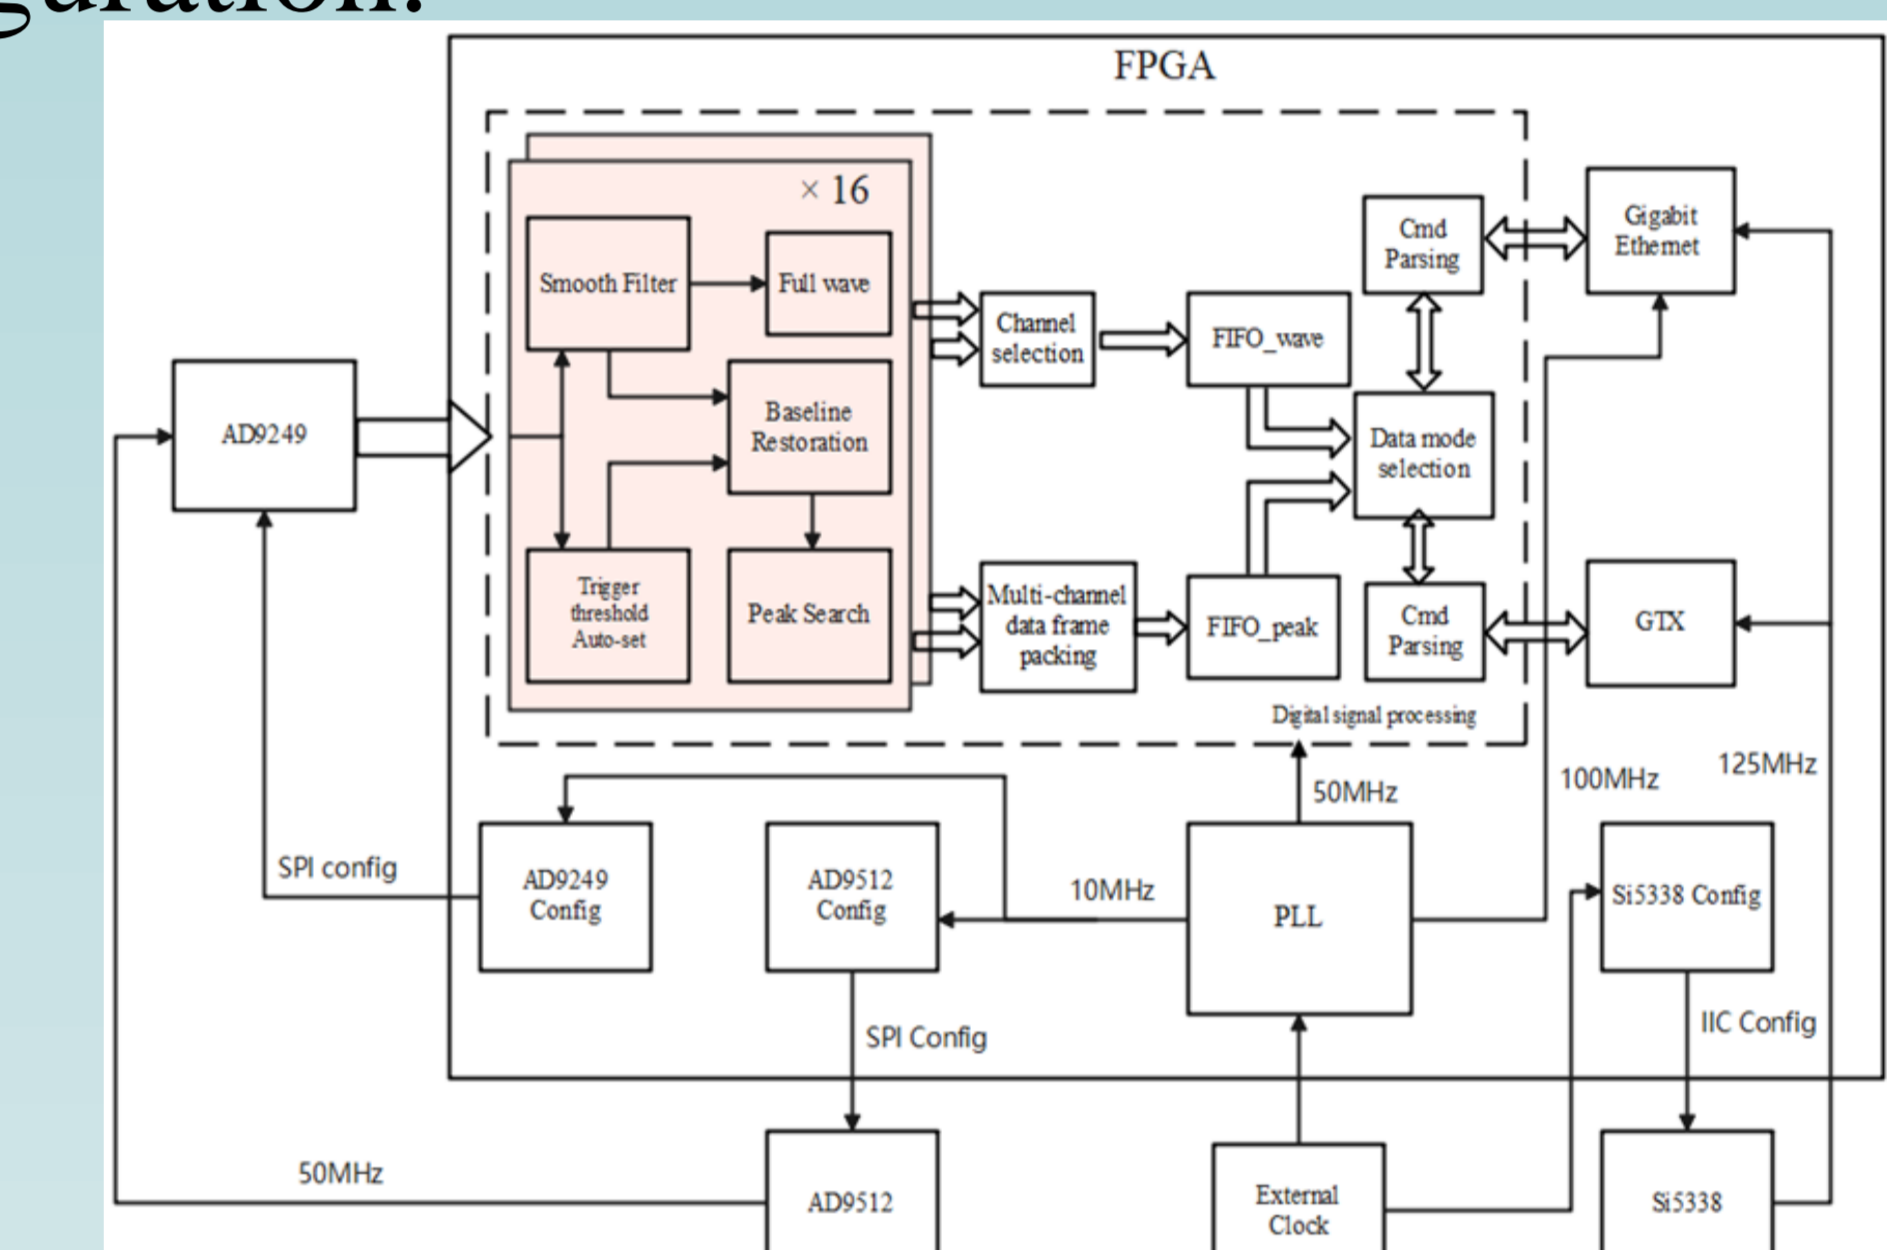 guration.
FPGA
× 16
Smooth Filter
Full wave
Baseline
Restoration
Trigger
threshold
Auto-set
Peak Search
Channel
selection
FIFO_wave
Cmd
Parsing
Gigabit
Ethernet
AD9249
Data mode
selection
Multi-channel
data frame
packing
FIFO_peak
Cmd
Parsing
GTX
Digital signal processing
50MHz
100MHz
125MHz
SPI config
AD9249
Config
AD9512
Config
10MHz
PLL
Si5338 Config
SPI Config
IIC Config
50MHz
AD9512
External
Clock
Si5338